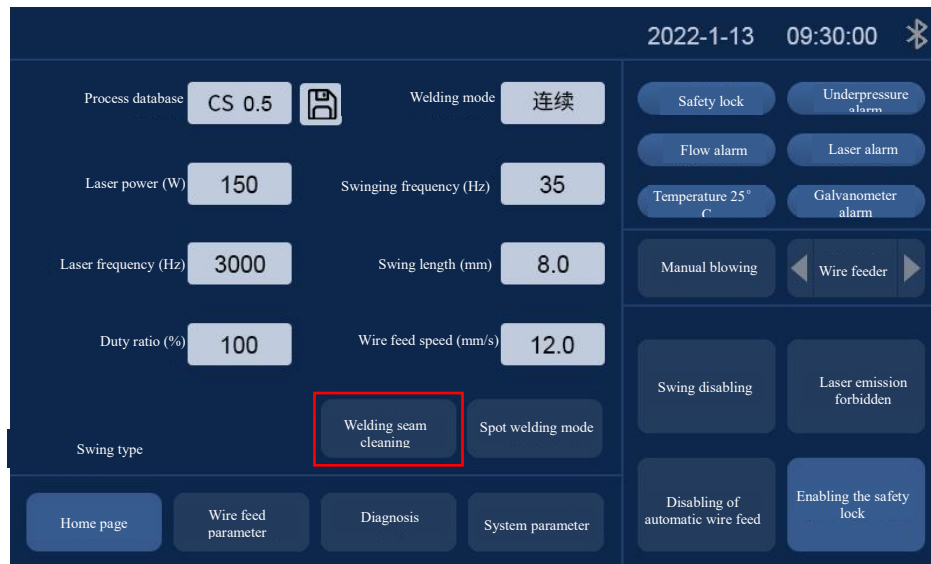 2022-1-13 09:30:00
Process database CS 0.5
Welding mode 连续
Laser power (W) 150
Swinging frequency (Hz) 35
Laser frequency (Hz) 3000
Swing length (mm) 8.0
Duty ratio (%) 100
Wire feed speed (mm/s) 12.0
Swing type
Welding seam
cleaning
Spot welding mode
Home page
Wire feed
parameter
Diagnosis
System parameter
Safety lock
Underpressure
alarm
Flow alarm
Laser alarm
Temperature 25°
C
Galvanometer
alarm
Manual blowing
Wire feeder
Swing disabling
Laser emission
forbidden
Disabling of
automatic wire feed
Enabling the safety
lock